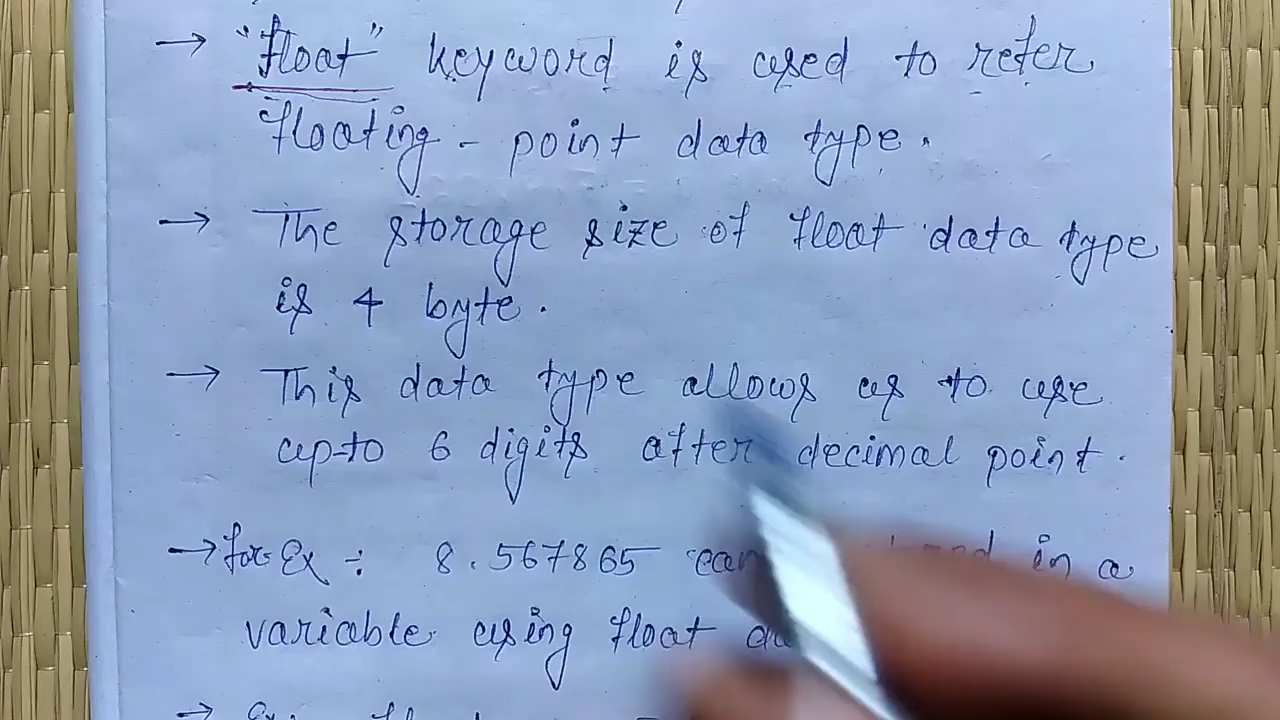 → "float" keyword is used to refer
floating - point data type.
→ The storage size of float data type
is 4 byte.
→ This data type allows us to use
up-to 6 digits after decimal point.
→ for Ex : 8.567865 can in a
variable using float
→ Ex: